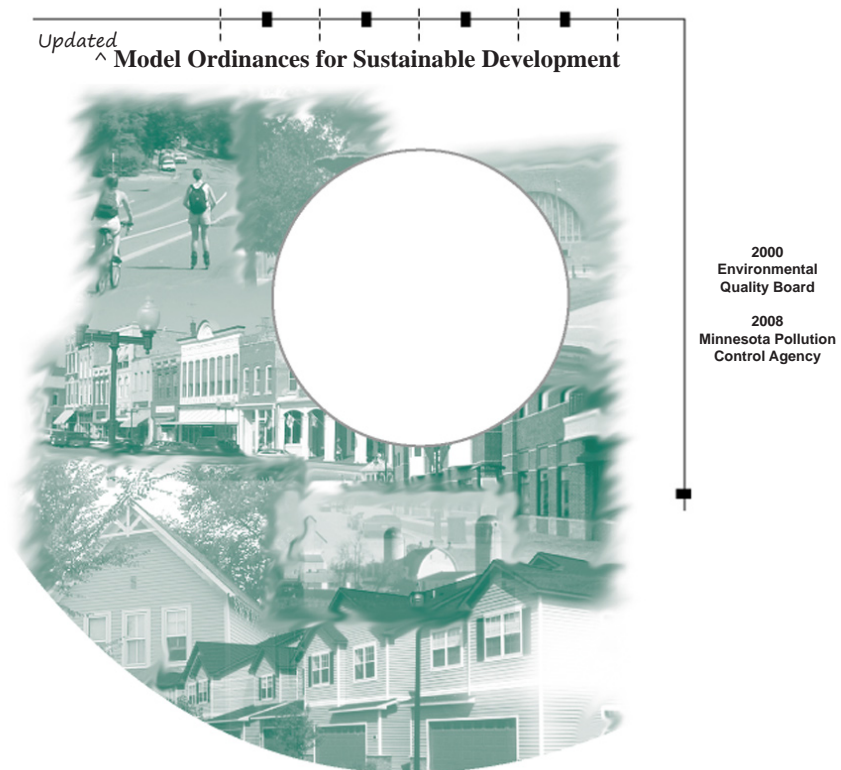 Updated
^ Model Ordinances for Sustainable Development
2000
Environmental
Quality Board
2008
Minnesota Pollution
Control Agency